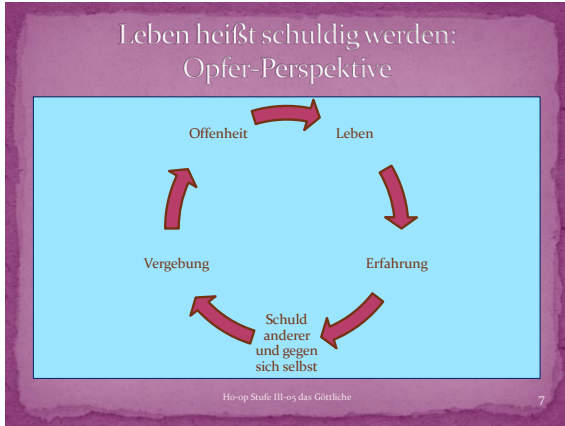 Leben heißt schuldig werden:
Opfer-Perspektive
Offenheit
Leben
Vergebung
Erfahrung
Schuld
anderer
und gegen
sich selbst
Ho-op Stufe III-05 das Göttliche
7